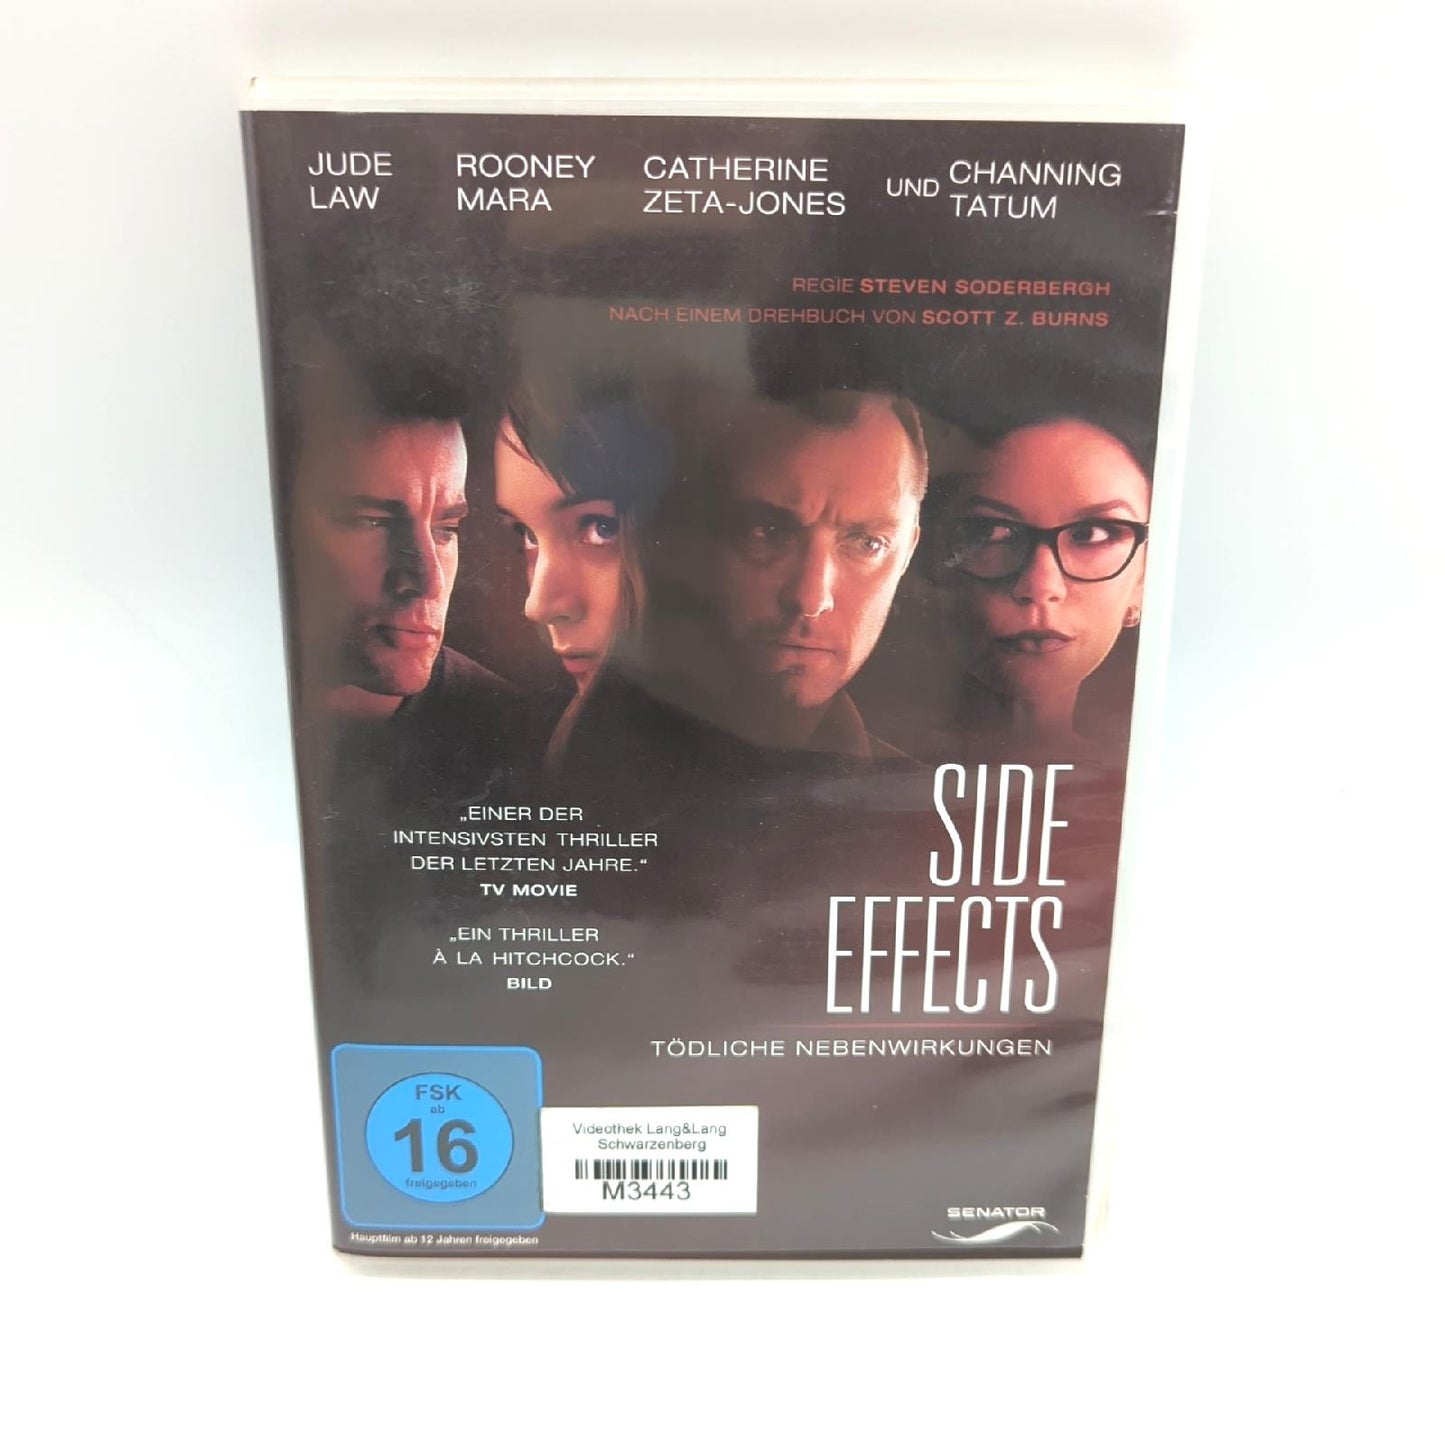 JUDE LAW
ROONEY MARA
CATHERINE ZETA-JONES
UND CHANNING TATUM
REGIE STEVEN SODERBERGH
NACH EINEM DREHBUCH VON SCOTT Z. BURNS
SIDE
EFFECTS
TÖDLICHE NEBENWIRKUNGEN
„EINER DER
INTENSIVSTEN THRILLER
DER LETZTEN JAHRE.“
TV MOVIE
„EIN THRILLER
À LA HITCHCOCK.“
BILD
FSK
ab
16
freigegeben
Hauptfilm ab 12 Jahren freigegeben
Videothek Lang&Lang
Schwarzenberg
M3443
SENATOR